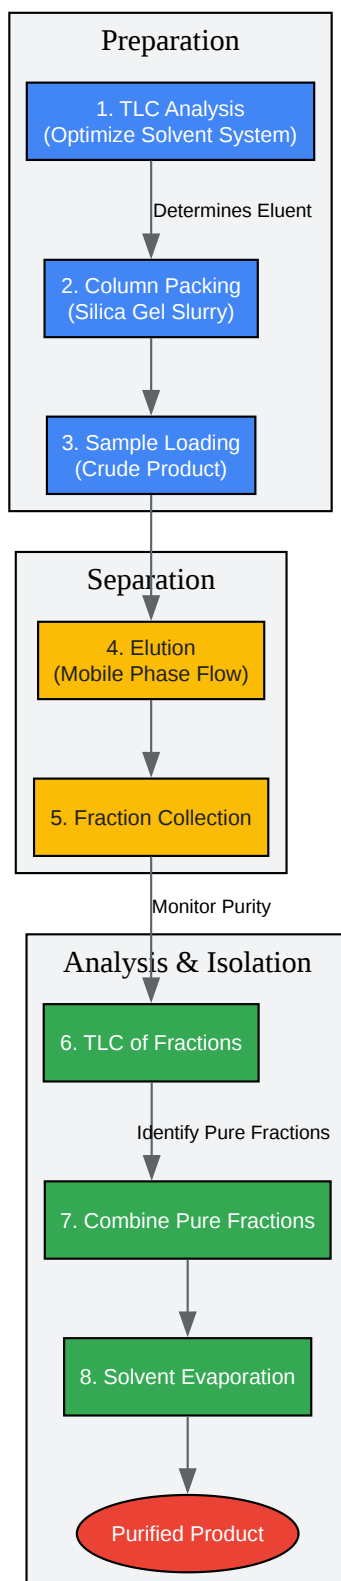 Preparation
1. TLC Analysis
(Optimize Solvent System)
Determines Eluent
2. Column Packing
(Silica Gel Slurry)
3. Sample Loading
(Crude Product)
Separation
4. Elution
(Mobile Phase Flow)
5. Fraction Collection
Monitor Purity
Analysis & Isolation
6. TLC of Fractions
Identify Pure Fractions
7. Combine Pure Fractions
8. Solvent Evaporation
Purified Product